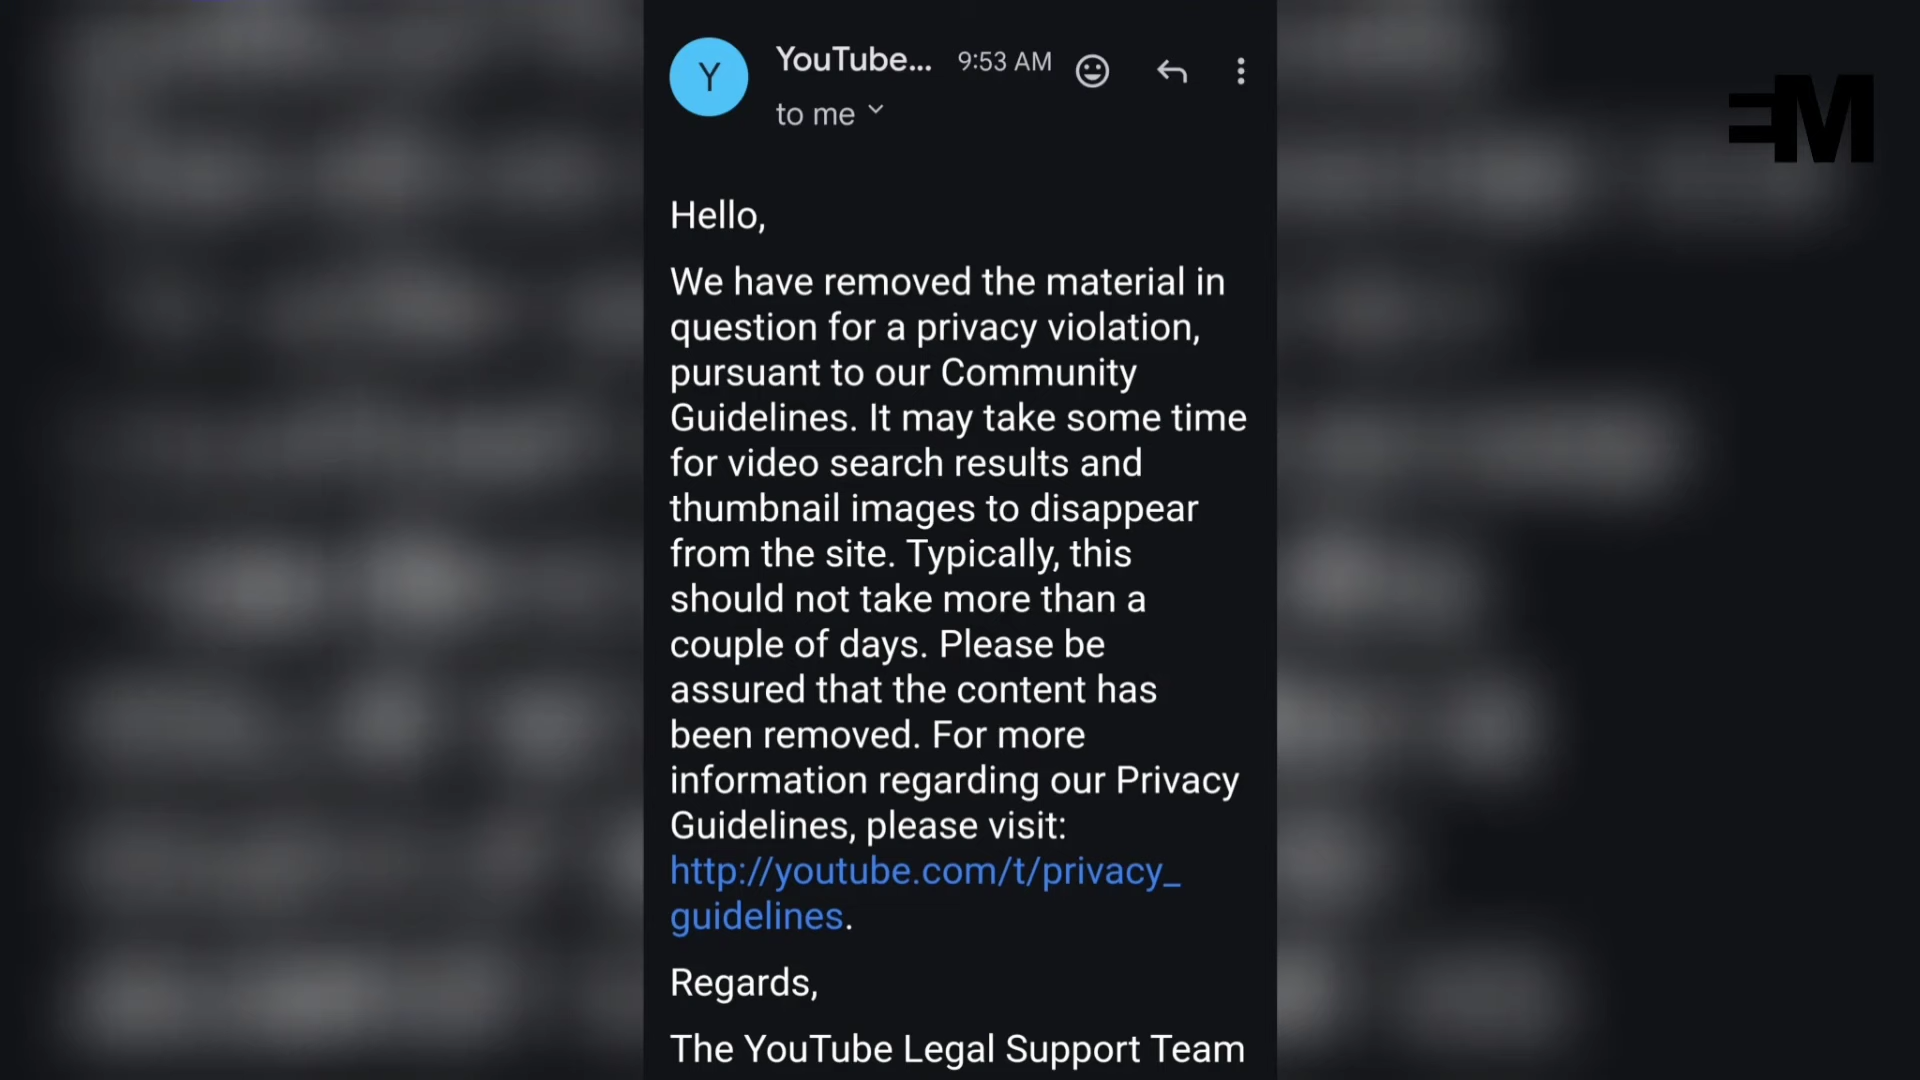 Y
YouTube... 9:53 AM
to me
Hello,
We have removed the material in
question for a privacy violation,
pursuant to our Community
Guidelines. It may take some time
for video search results and
thumbnail images to disappear
from the site. Typically, this
should not take more than a
couple of days. Please be
assured that the content has
been removed. For more
information regarding our Privacy
Guidelines, please visit:
http://youtube.com/t/privacy_
guidelines.
Regards,
The YouTube Legal Support Team
M